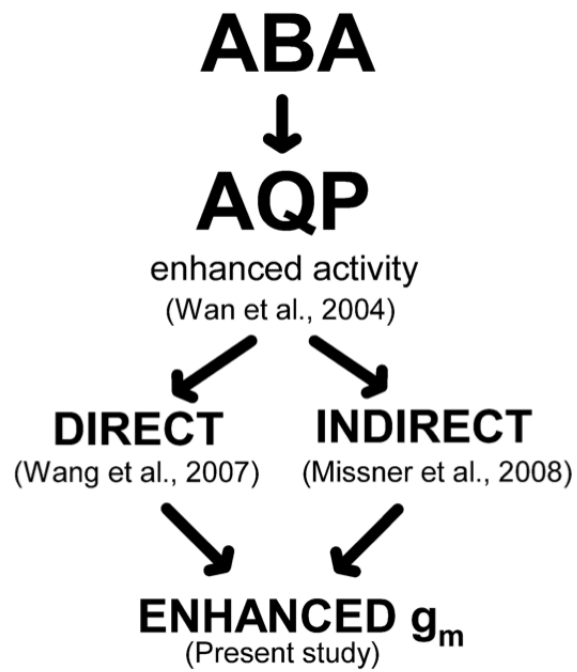 ABA
AQP
enhanced activity
(Wan et al., 2004)
DIRECT INDIRECT
(Wang et al., 2007) (Missner et al., 2008)
ENHANCED gm
(Present study)